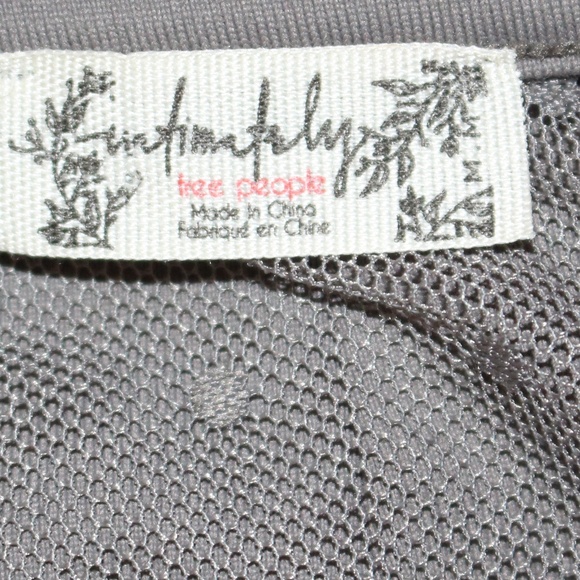 intimately
free people
Made in China
Fabriqué en Chine
M.M